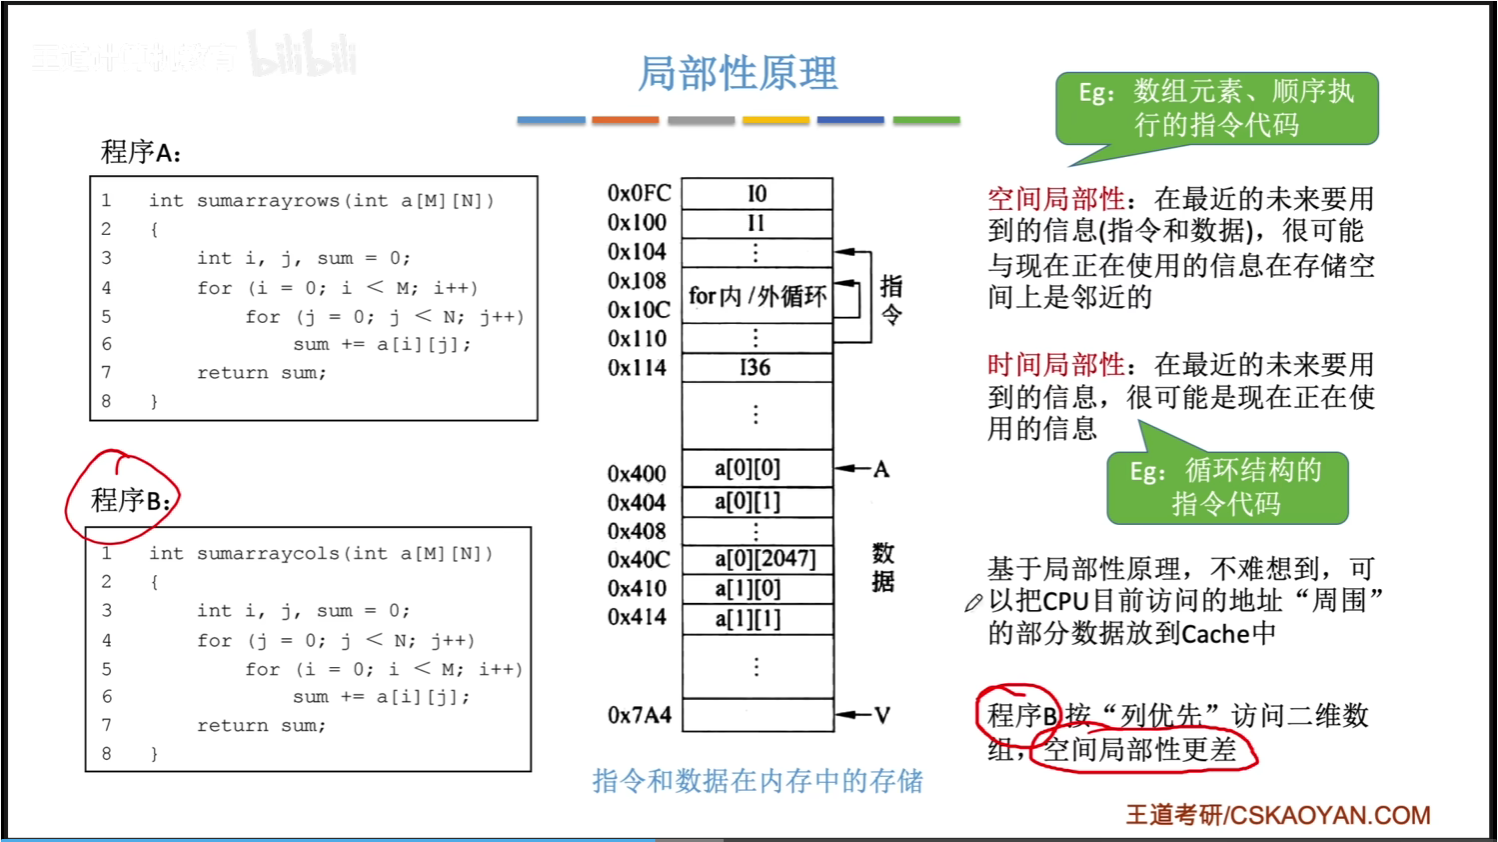 王道计算机教育 bilibili
局部性原理
Eg：数组元素、顺序执
行的指令代码
程序A：
1 int sumarrayrows(int a[M][N])
2 {
3 int i, j, sum = 0;
4 for (i = 0; i < M; i++)
5 for (j = 0; j < N; j++)
6 sum += a[i][j];
7 return sum;
8 }
程序B：
1 int sumarraycols(int a[M][N])
2 {
3 int i, j, sum = 0;
4 for (j = 0; j < N; j++)
5 for (i = 0; i < M; i++)
6 sum += a[i][j];
7 return sum;
8 }
0x0FC I0
0x100 I1
0x104 ⋮
0x108
for内/外循环
0x10C
0x110 ⋮
0x114 I36
⋮
指令
0x400 a[0][0] A
0x404 a[0][1]
0x408 ⋮
0x40C a[0][2047]
0x410 a[1][0]
0x414 a[1][1]
⋮
0x7A4 V
数据
指令和数据在内存中的存储
空间局部性：在最近的未来要用
到的信息(指令和数据)，很可能
与现在正在使用的信息在存储空
间上是邻近的
时间局部性：在最近的未来要用
到的信息，很可能是现在正在使
用的信息
Eg：循环结构的
指令代码
基于局部性原理，不难想到，可
以把CPU目前访问的地址“周围”
的部分数据放到Cache中
程序B按“列优先”访问二维数
组，空间局部性更差
王道考研/CSKAOYAN.COM